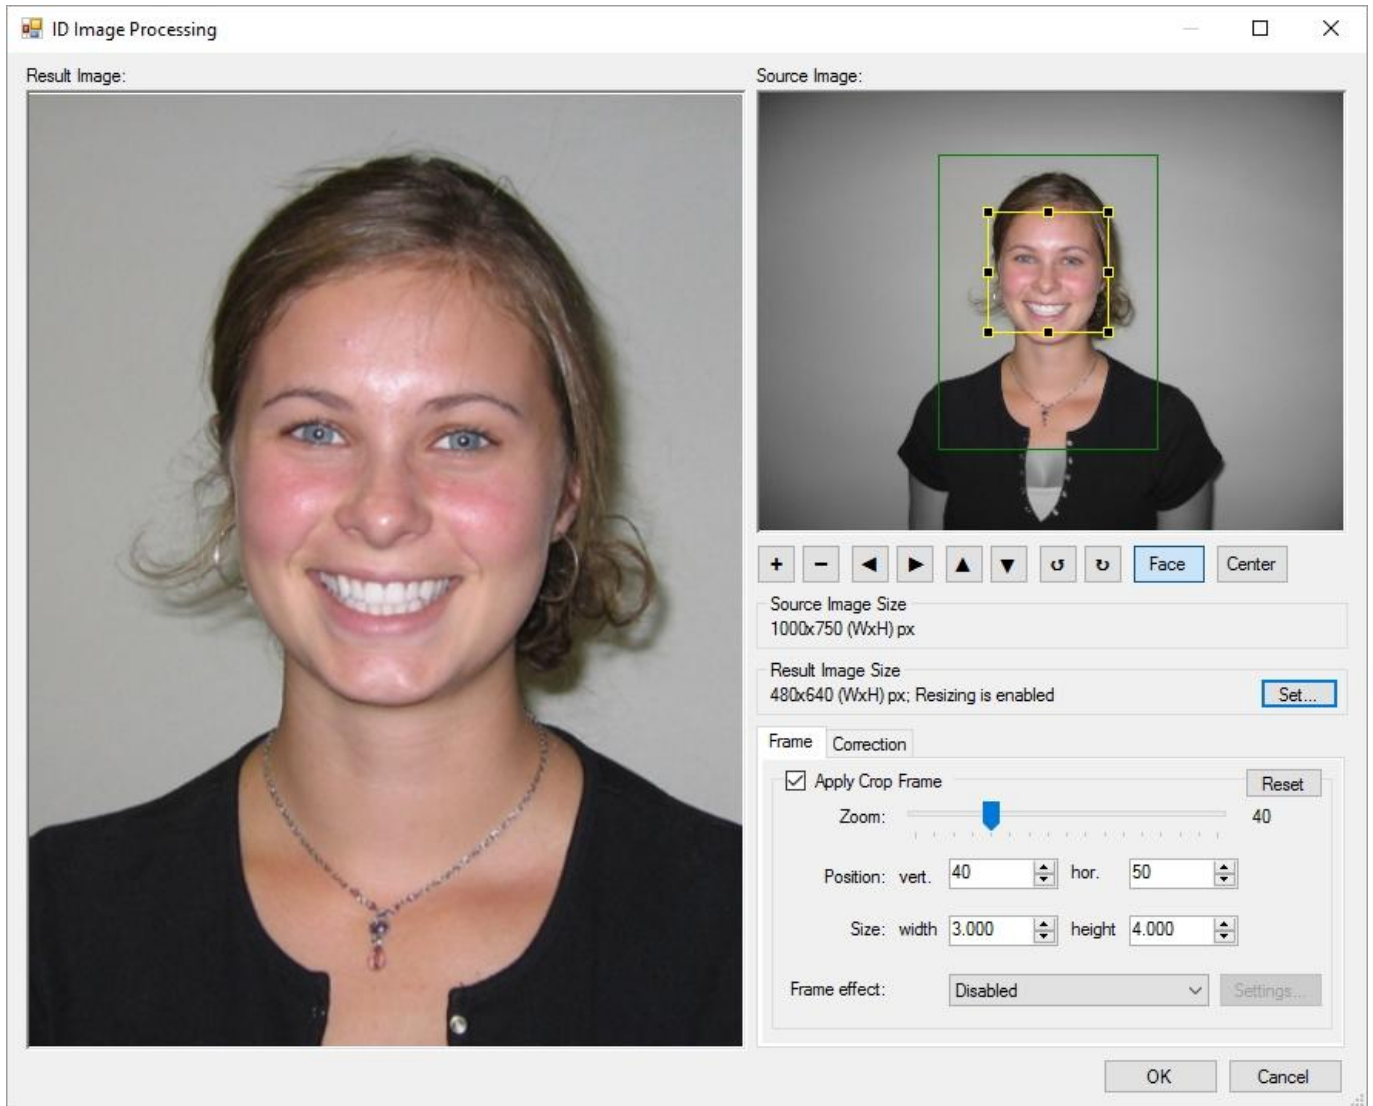 ID Image Processing
Result Image:
Source Image:
Face
Center
Source Image Size
1000x750 (WxH) px
Result Image Size
480x640 (WxH) px; Resizing is enabled
Set...
Frame
Correction
Apply Crop Frame
Reset
Zoom:
40
Position: vert. 40 hor. 50
Size: width 3.000 height 4.000
Frame effect: Disabled Settings...
OK
Cancel